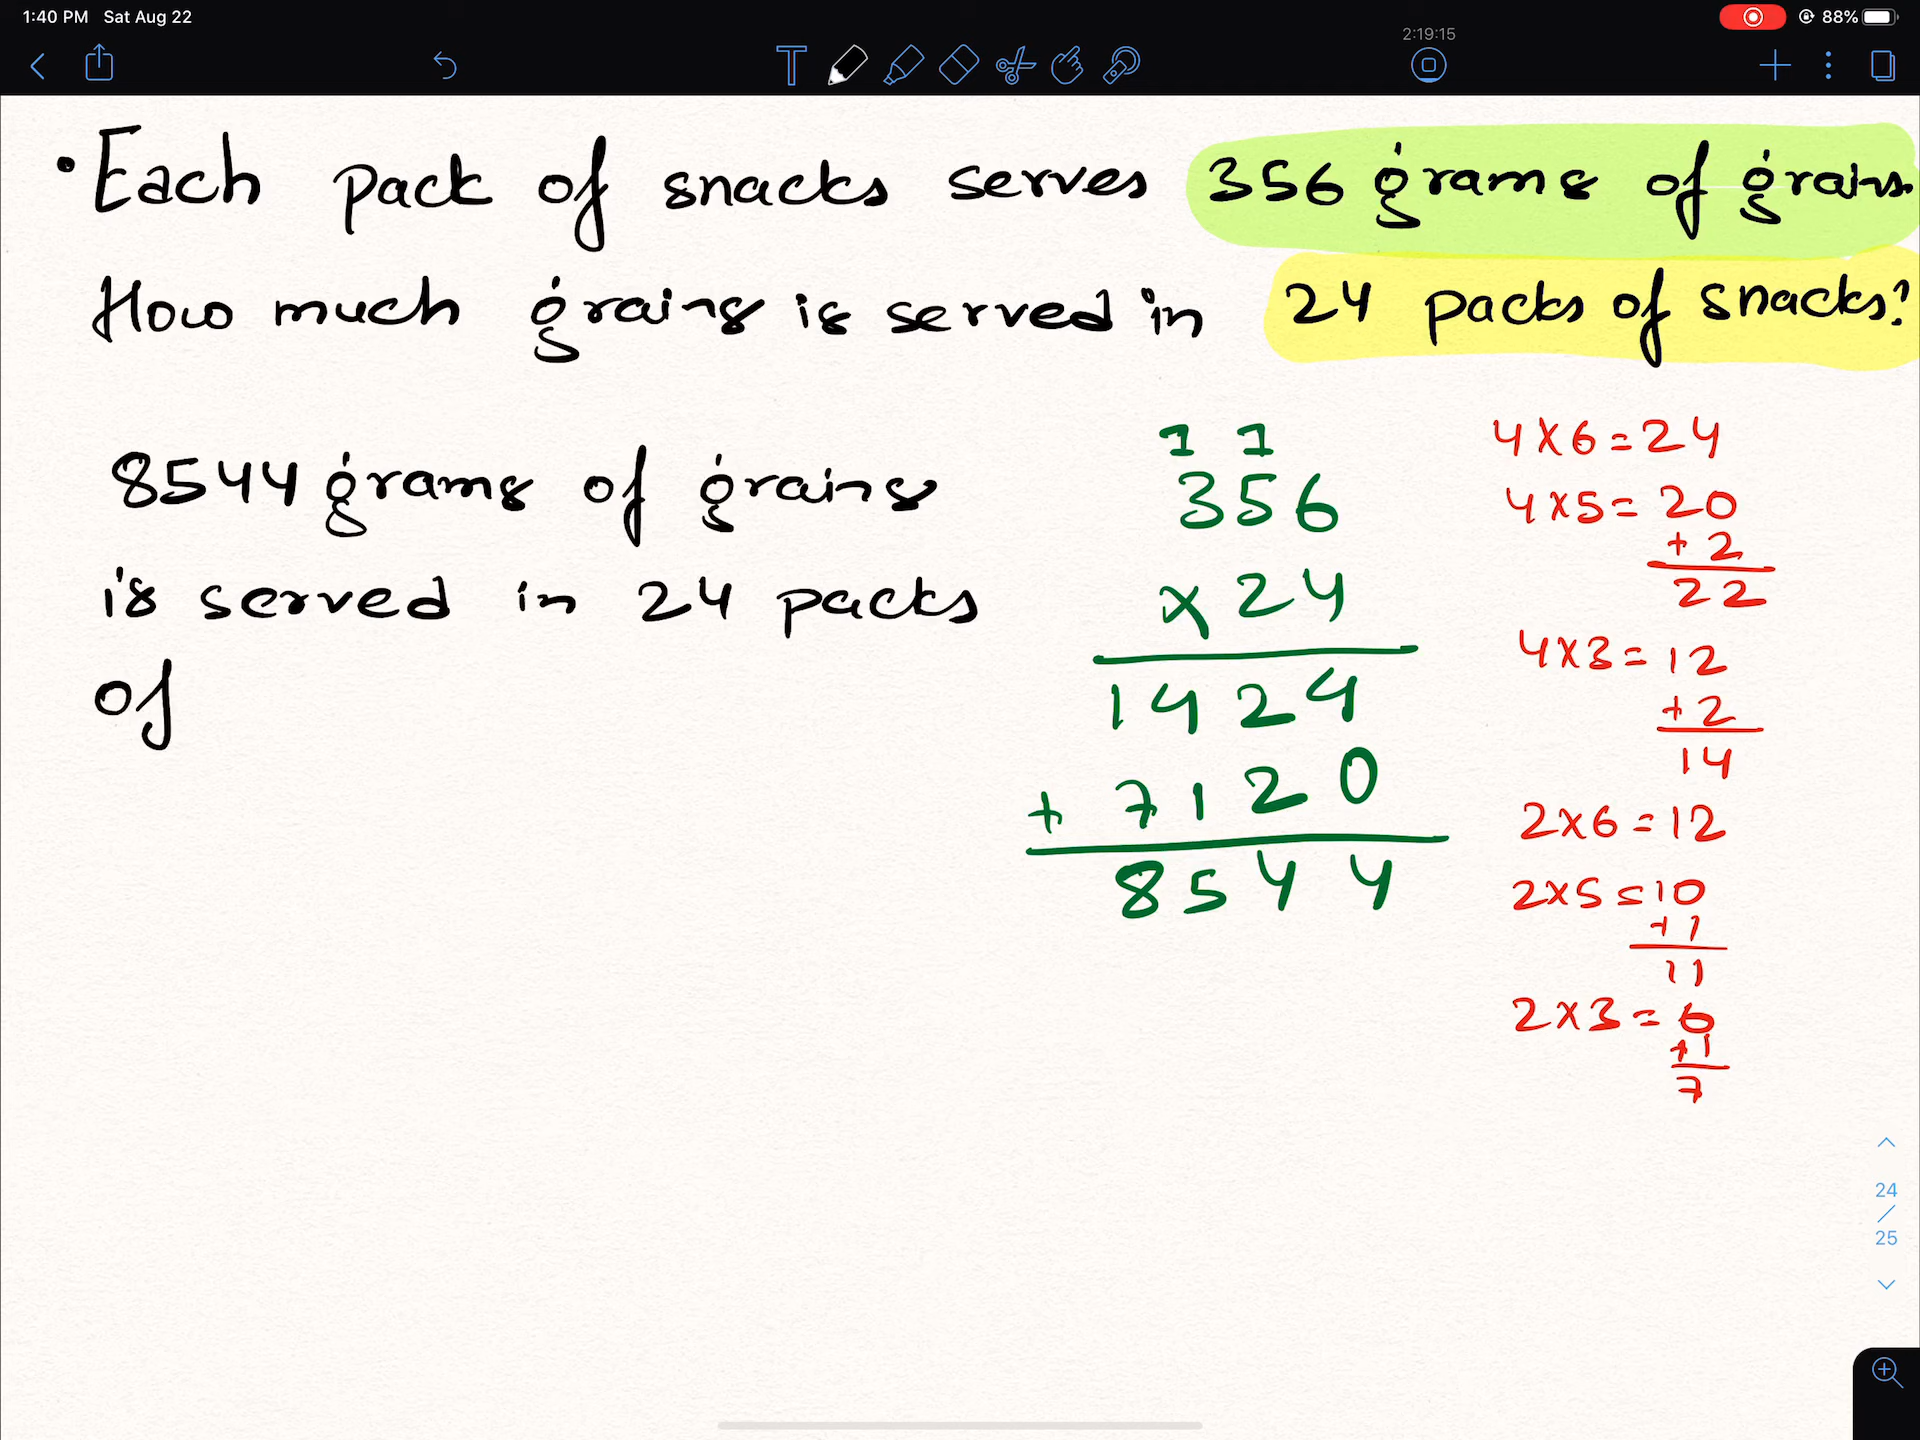 1:40 PM Sat Aug 22
88%
2:19:15
• Each pack of snacks serves 356 grams of grains.
How much grains is served in 24 packs of snacks?
8544 grams of grains
is served in 24 packs
of
1 1
356
x 24
1424
+ 7120
8544
4x6=24
4x5=20
+2
22
4x3=12
+2
14
2x6=12
2x5=10
+1
11
2x3=6
+1
7
24
/
25